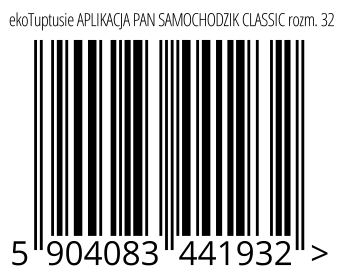 ekoTuptusie APLIKACJA PAN SAMOCHODZIK CLASSIC rozm. 32
5 904083 441932 >